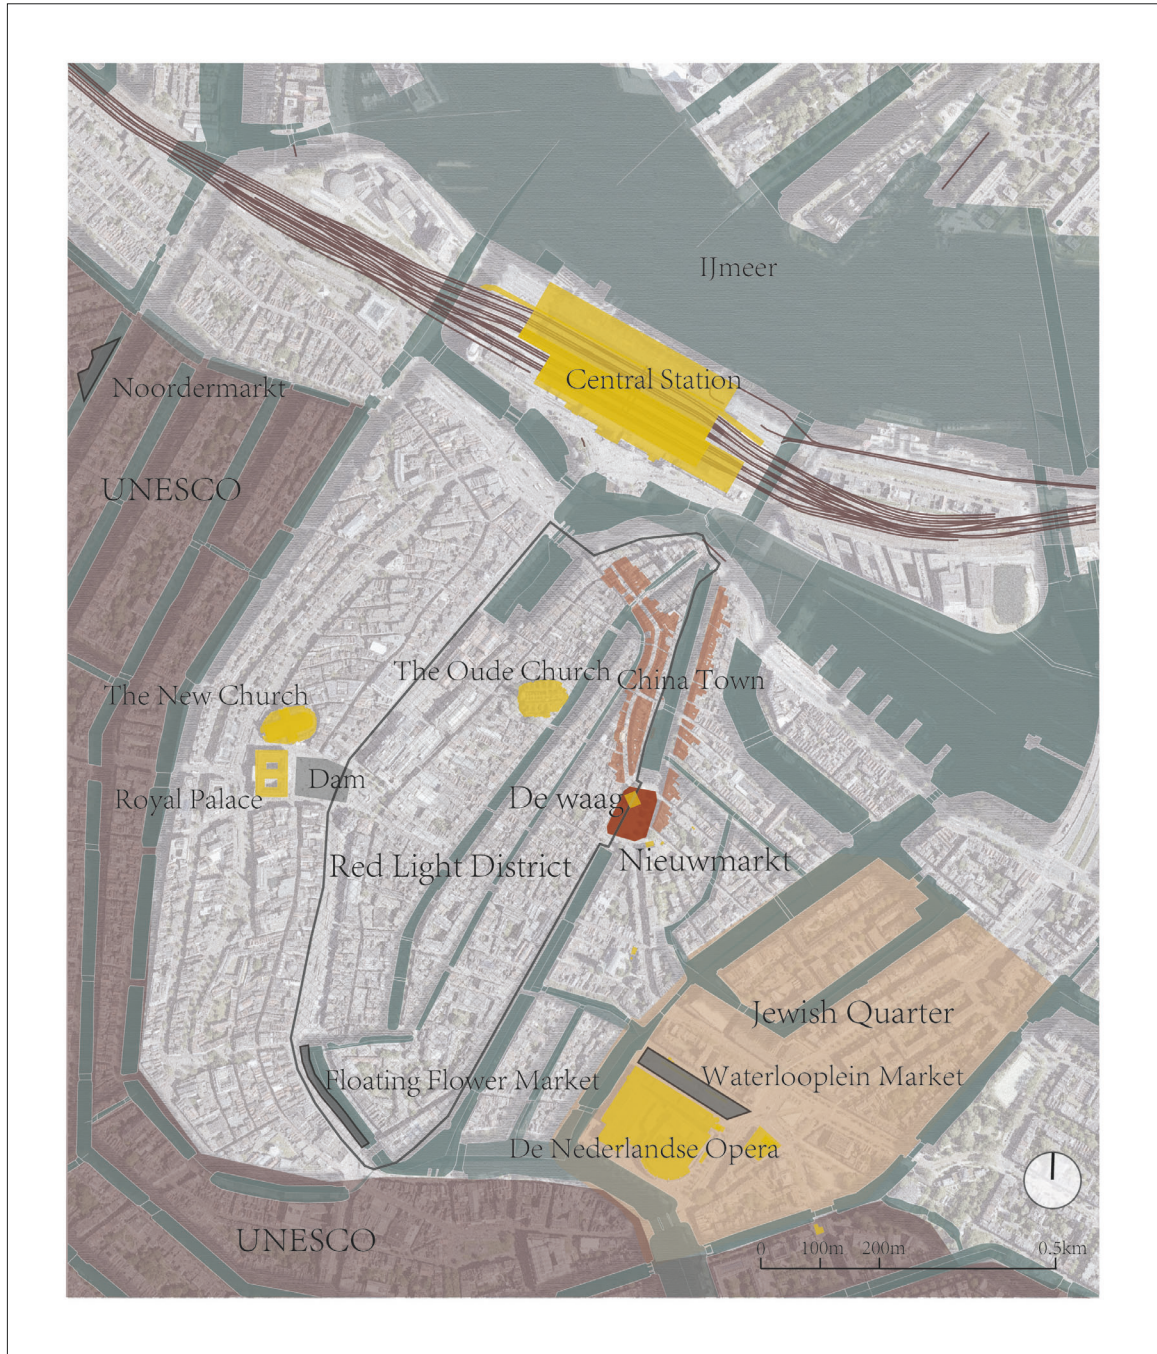 IJmeer
Central Station
Noordermarkt
UNESCO
The Oude Church
China Town
The New Church
Dam
Royal Palace
De waag
Nieuwmarkt
Red Light District
Jewish Quarter
Floating Flower Market
Waterlooplein Market
De Nederlandse Opera
UNESCO
0 100m 200m 0.5km